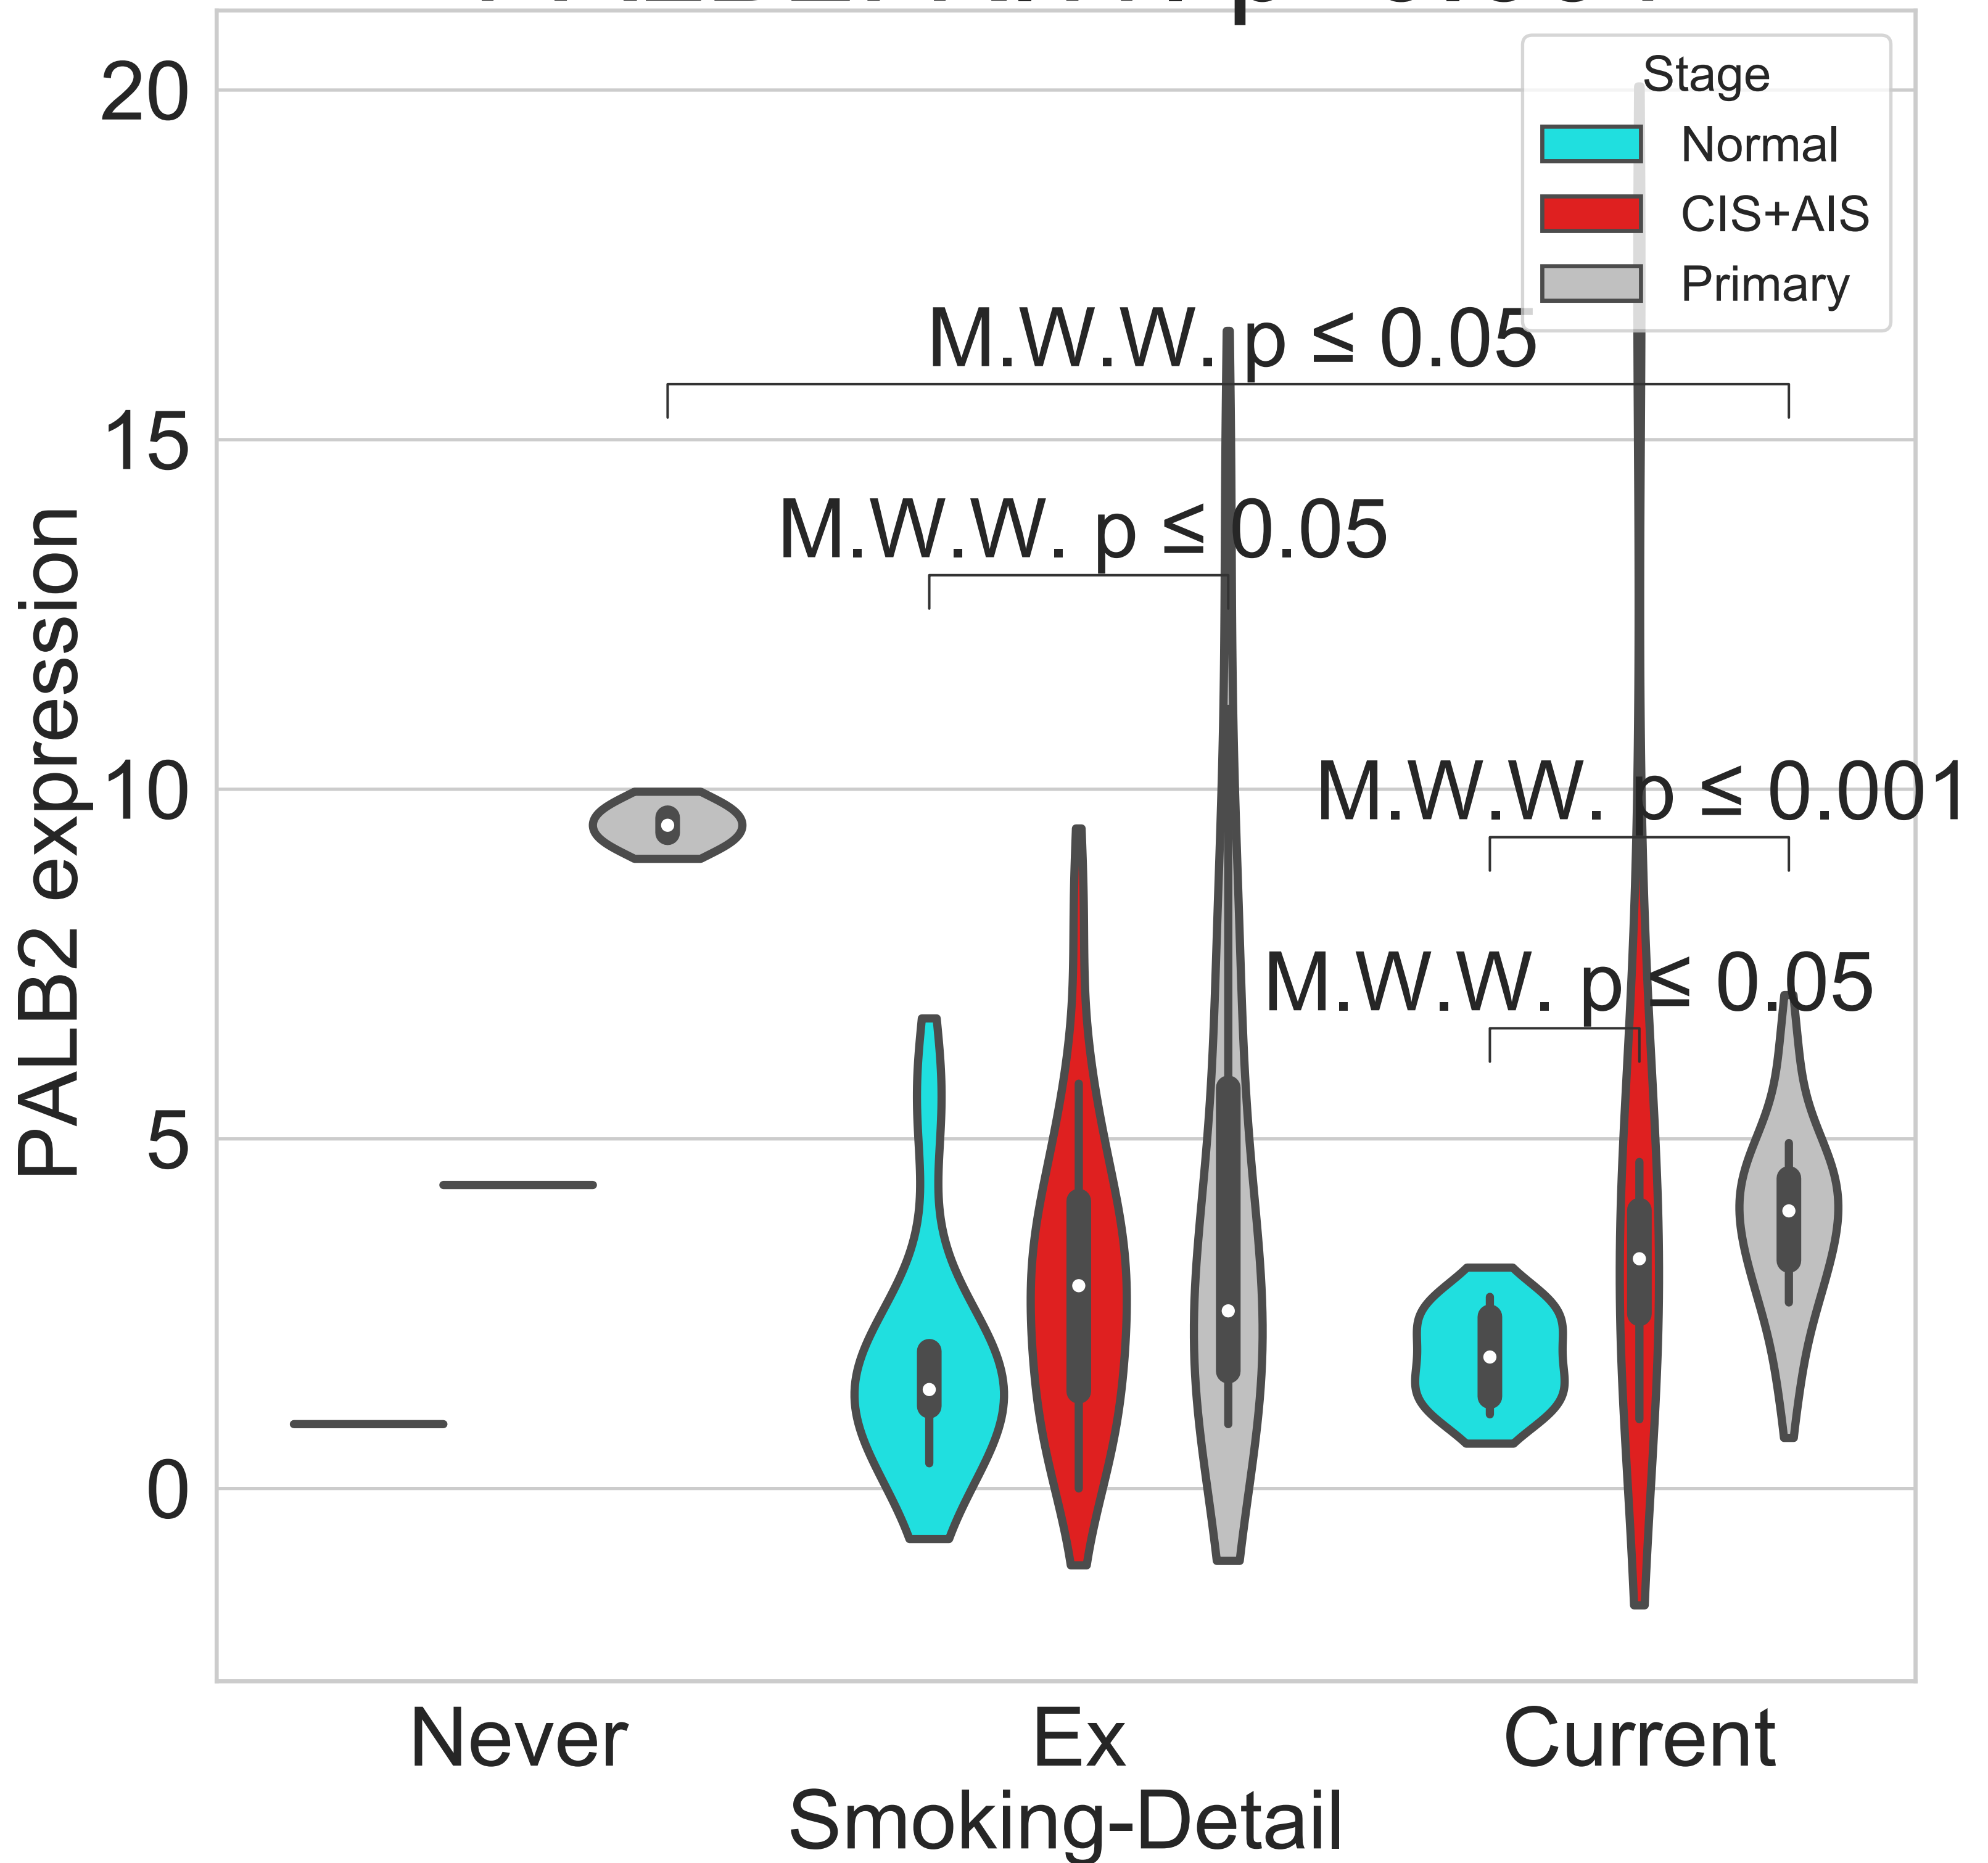 20
15
10
5
0
PALB2 expression
Stage
Normal
CIS+AIS
Primary
M.W.W. p ≤ 0.05
M.W.W. p ≤ 0.05
M.W.W. p ≤ 0.001
M.W.W. p ≤ 0.05
Never
Ex
Current
Smoking-Detail